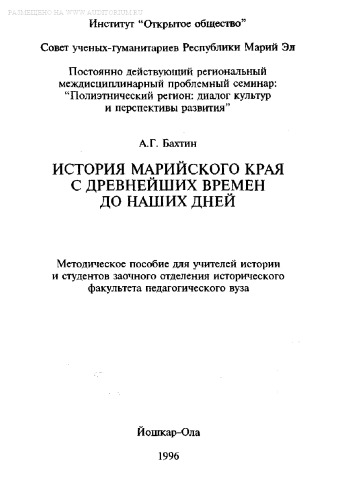 РАЗМЕЩЕНО НА WWW.AUDITORIUM.RU
Институт “Открытое общество”
Совет ученых-гуманитариев Республики Марий Эл
Постоянно действующий региональный
междисциплинарный проблемный семинар:
“Полиэтнический регион: диалог культур
и перспективы развития”
А.Г. Бахтин
ИСТОРИЯ МАРИЙСКОГО КРАЯ
С ДРЕВНЕЙШИХ ВРЕМЕН
ДО НАШИХ ДНЕЙ
Методическое пособие для учителей истории
и студентов заочного отделения исторического
факультета педагогического вуза
Йошкар–Ола
1996